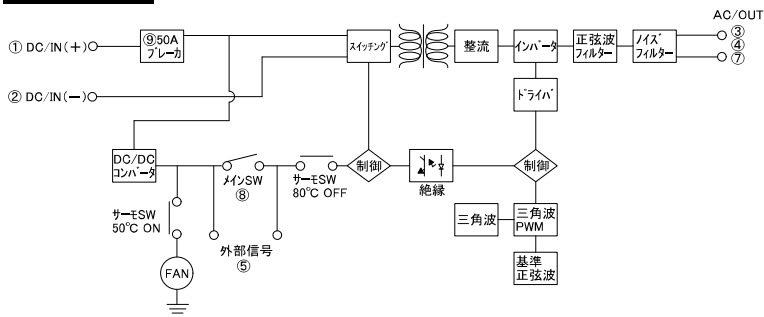 AC/OUT
① DC/IN(+)
⑨50A
ブレーカ
スイッチング
整流
インバータ
正弦波
フィルター
ノイズ
フィルター
③
④
⑦
② DC/IN(−)
ドライバ
DC/DC
コンバータ
メインSW
⑧
サーモSW
80℃ OFF
制御
絶縁
制御
サーモSW
50℃ ON
外部信号
⑤
三角波
三角波
PWM
FAN
基準
正弦波